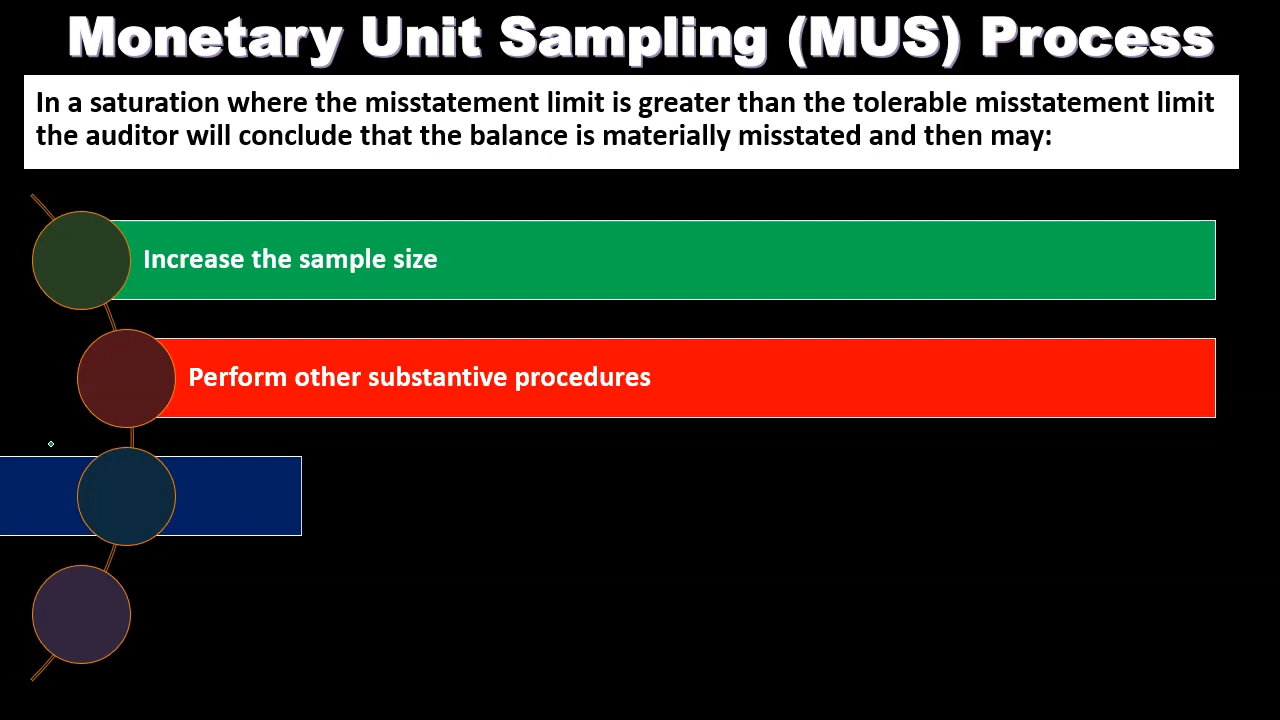 Monetary Unit Sampling (MUS) Process
In a saturation where the misstatement limit is greater than the tolerable misstatement limit
the auditor will conclude that the balance is materially misstated and then may:
Increase the sample size
Perform other substantive procedures